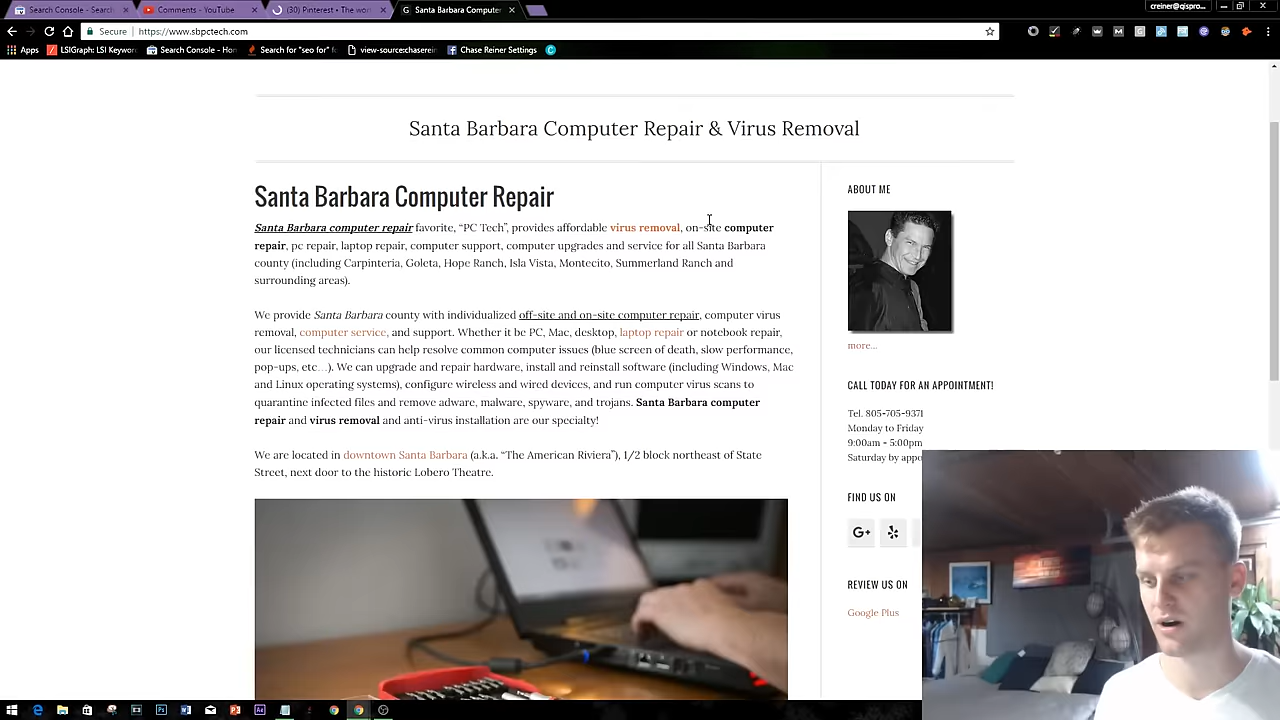 Search Console - Searc
Comments - YouTube
(30) Pinterest • The worl
Santa Barbara Computer
creiner@qispro...
Secure
https://www.sbpctech.com
Apps
LSIGraph: LSI Keywor
Search Console - Hon
Search for "seo for"
view-source:chaserein
Chase Reiner Settings
Santa Barbara Computer Repair & Virus Removal
Santa Barbara Computer Repair
Santa Barbara computer repair favorite, “PC Tech”, provides affordable virus removal, on-site computer
repair, pc repair, laptop repair, computer support, computer upgrades and service for all Santa Barbara
county (including Carpinteria, Goleta, Hope Ranch, Isla Vista, Montecito, Summerland Ranch and
surrounding areas).
We provide Santa Barbara county with individualized off-site and on-site computer repair, computer virus
removal, computer service, and support. Whether it be PC, Mac, desktop, laptop repair or notebook repair,
our licensed technicians can help resolve common computer issues (blue screen of death, slow performance,
pop-ups, etc…). We can upgrade and repair hardware, install and reinstall software (including Windows, Mac
and Linux operating systems), configure wireless and wired devices, and run computer virus scans to
quarantine infected files and remove adware, malware, spyware, and trojans. Santa Barbara computer
repair and virus removal and anti-virus installation are our specialty!
We are located in downtown Santa Barbara (a.k.a. “The American Riviera”), 1/2 block northeast of State
Street, next door to the historic Lobero Theatre.
ABOUT ME
more...
CALL TODAY FOR AN APPOINTMENT!
Tel. 805-705-9371
Monday to Friday
9:00am - 5:00pm
Saturday by appo
FIND US ON
G+
REVIEW US ON
Google Plus